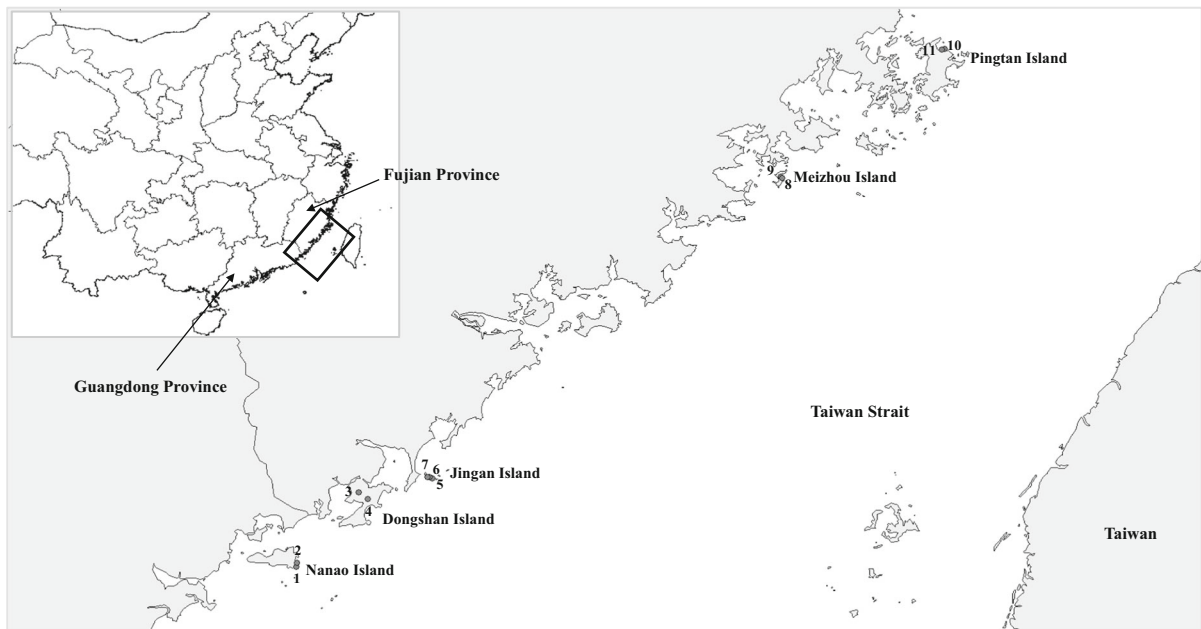 11 10
Pingtan Island
9
Meizhou Island
8
Fujian Province
Guangdong Province
Taiwan Strait
7 6
Jingan Island
5
3
4
Dongshan Island
Taiwan
2
Nanao Island
1